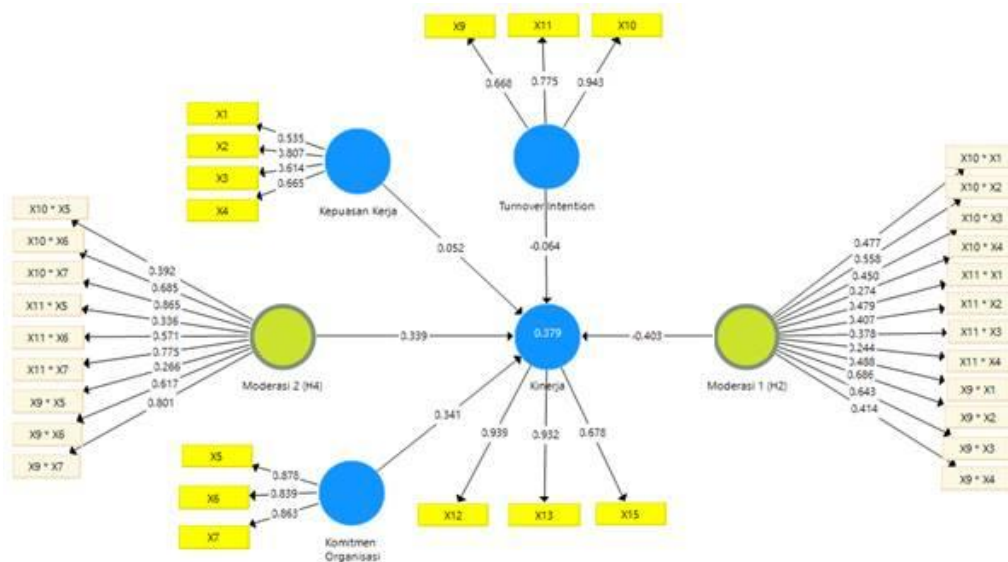 X9
X11
X10
0.668
0.775
0.943
X1
X2
X3
X4
0.535
0.807
0.614
0.665
Kepuasan Kerja
Turnover Intention
0.052
-0.064
X10 * X5
X10 * X6
X10 * X7
X11 * X5
X11 * X6
X11 * X7
X9 * X5
X9 * X6
X9 * X7
0.392
0.685
0.865
0.336
0.571
0.775
0.266
0.617
0.801
Moderasi 2 (H4)
0.339
0.379
Kinerja
-0.403
Moderasi 1 (H2)
0.477
0.558
0.450
0.274
0.479
0.407
0.378
0.244
0.488
0.686
0.643
0.414
X10 * X1
X10 * X2
X10 * X3
X10 * X4
X11 * X1
X11 * X2
X11 * X3
X11 * X4
X9 * X1
X9 * X2
X9 * X3
X9 * X4
0.341
0.939
0.932
0.678
X5
X6
X7
0.878
0.839
0.863
Komitmen
Organisasi
X12
X13
X15